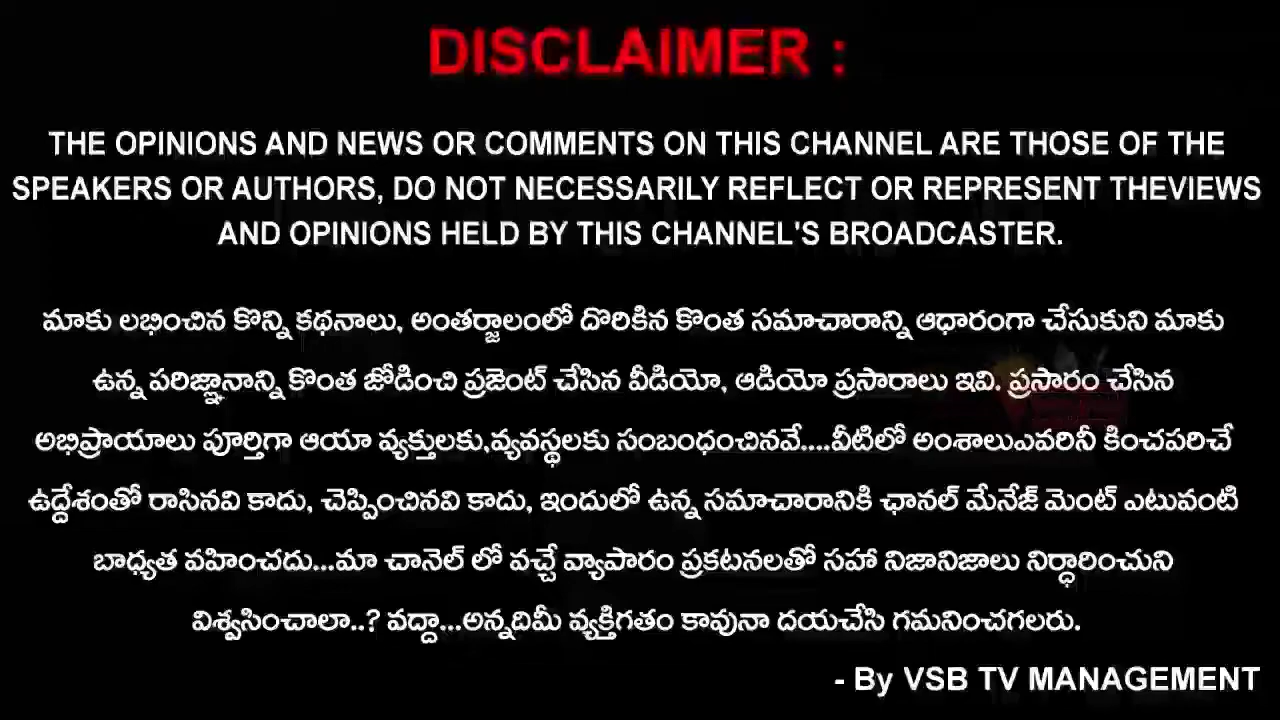 DISCLAIMER :
THE OPINIONS AND NEWS OR COMMENTS ON THIS CHANNEL ARE THOSE OF THE
SPEAKERS OR AUTHORS, DO NOT NECESSARILY REFLECT OR REPRESENT THEVIEWS
AND OPINIONS HELD BY THIS CHANNEL'S BROADCASTER.
మాకు లభించిన కొన్ని కథనాలు, అంతర్జాలంలో దొరికిన కొంత సమాచారాన్ని ఆధారంగా చేసుకుని మాకు
ఉన్న పరిజ్ఞానాన్ని కొంత జోడించి ప్రజెంట్ చేసిన వీడియో, ఆడియో ప్రసారాలు ఇవి. ప్రసారం చేసిన
అభిప్రాయాలు పూర్తిగా ఆయా వ్యక్తులకు,వ్యవస్థలకు సంబంధంచినవే....వీటిలో అంశాలుఎవరినీ కించపరిచే
ఉద్దేశంతో రాసినవి కాదు, చెప్పించినవి కాదు, ఇందులో ఉన్న సమాచారానికి ఛానల్ మేనేజ్ మెంట్ ఎటువంటి
బాధ్యత వహించదు...మా చానెల్ లో వచ్చే వ్యాపారం ప్రకటనలతో సహా నిజానిజాలు నిర్ధారించుని
విశ్వసించాలా..? వద్దా...అన్నదిమీ వ్యక్తిగతం కావునా దయచేసి గమనించగలరు.
- By VSB TV MANAGEMENT